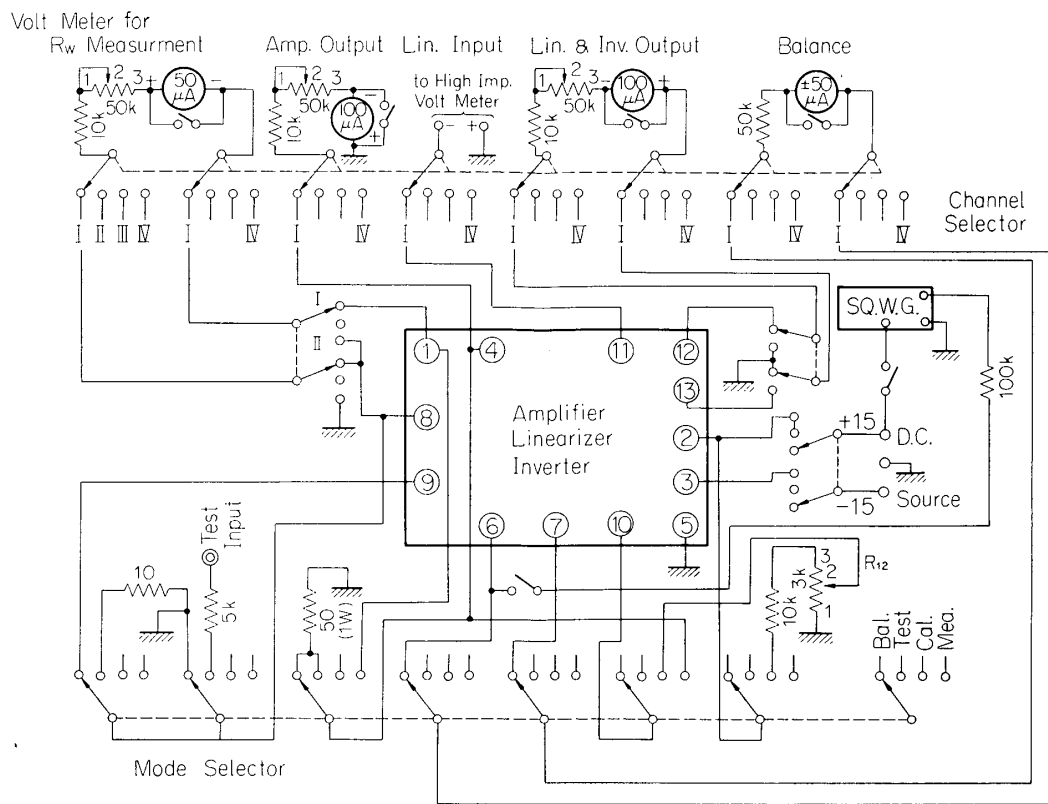 Volt Meter for
Rw Measurment
Amp. Output
Lin. Input
Lin. & Inv. Output
Balance
to High Imp.
Volt Meter
1 2 3 + 50 μA -
50k
10k
1 2 3 -
50k
100 μA
+
10k
- +
1 2 3 - 100 μA +
50k
10k
±50 μA
50k
Channel
Selector
I II III IV
I IV
I IV
I IV
I IV
I IV
I IV
I IV
I
II
SQ.W.G.
100k
1 4 11 12
13
8 2
9 3
6 7 10 5
Amplifier
Linearizer
Inverter
+15
D.C.
-15
Source
Test
Inpui
10
5k
50
(1W)
10k
3k
3
2
1
R12
Bal.
Test
Cal.
Mea.
Mode Selector